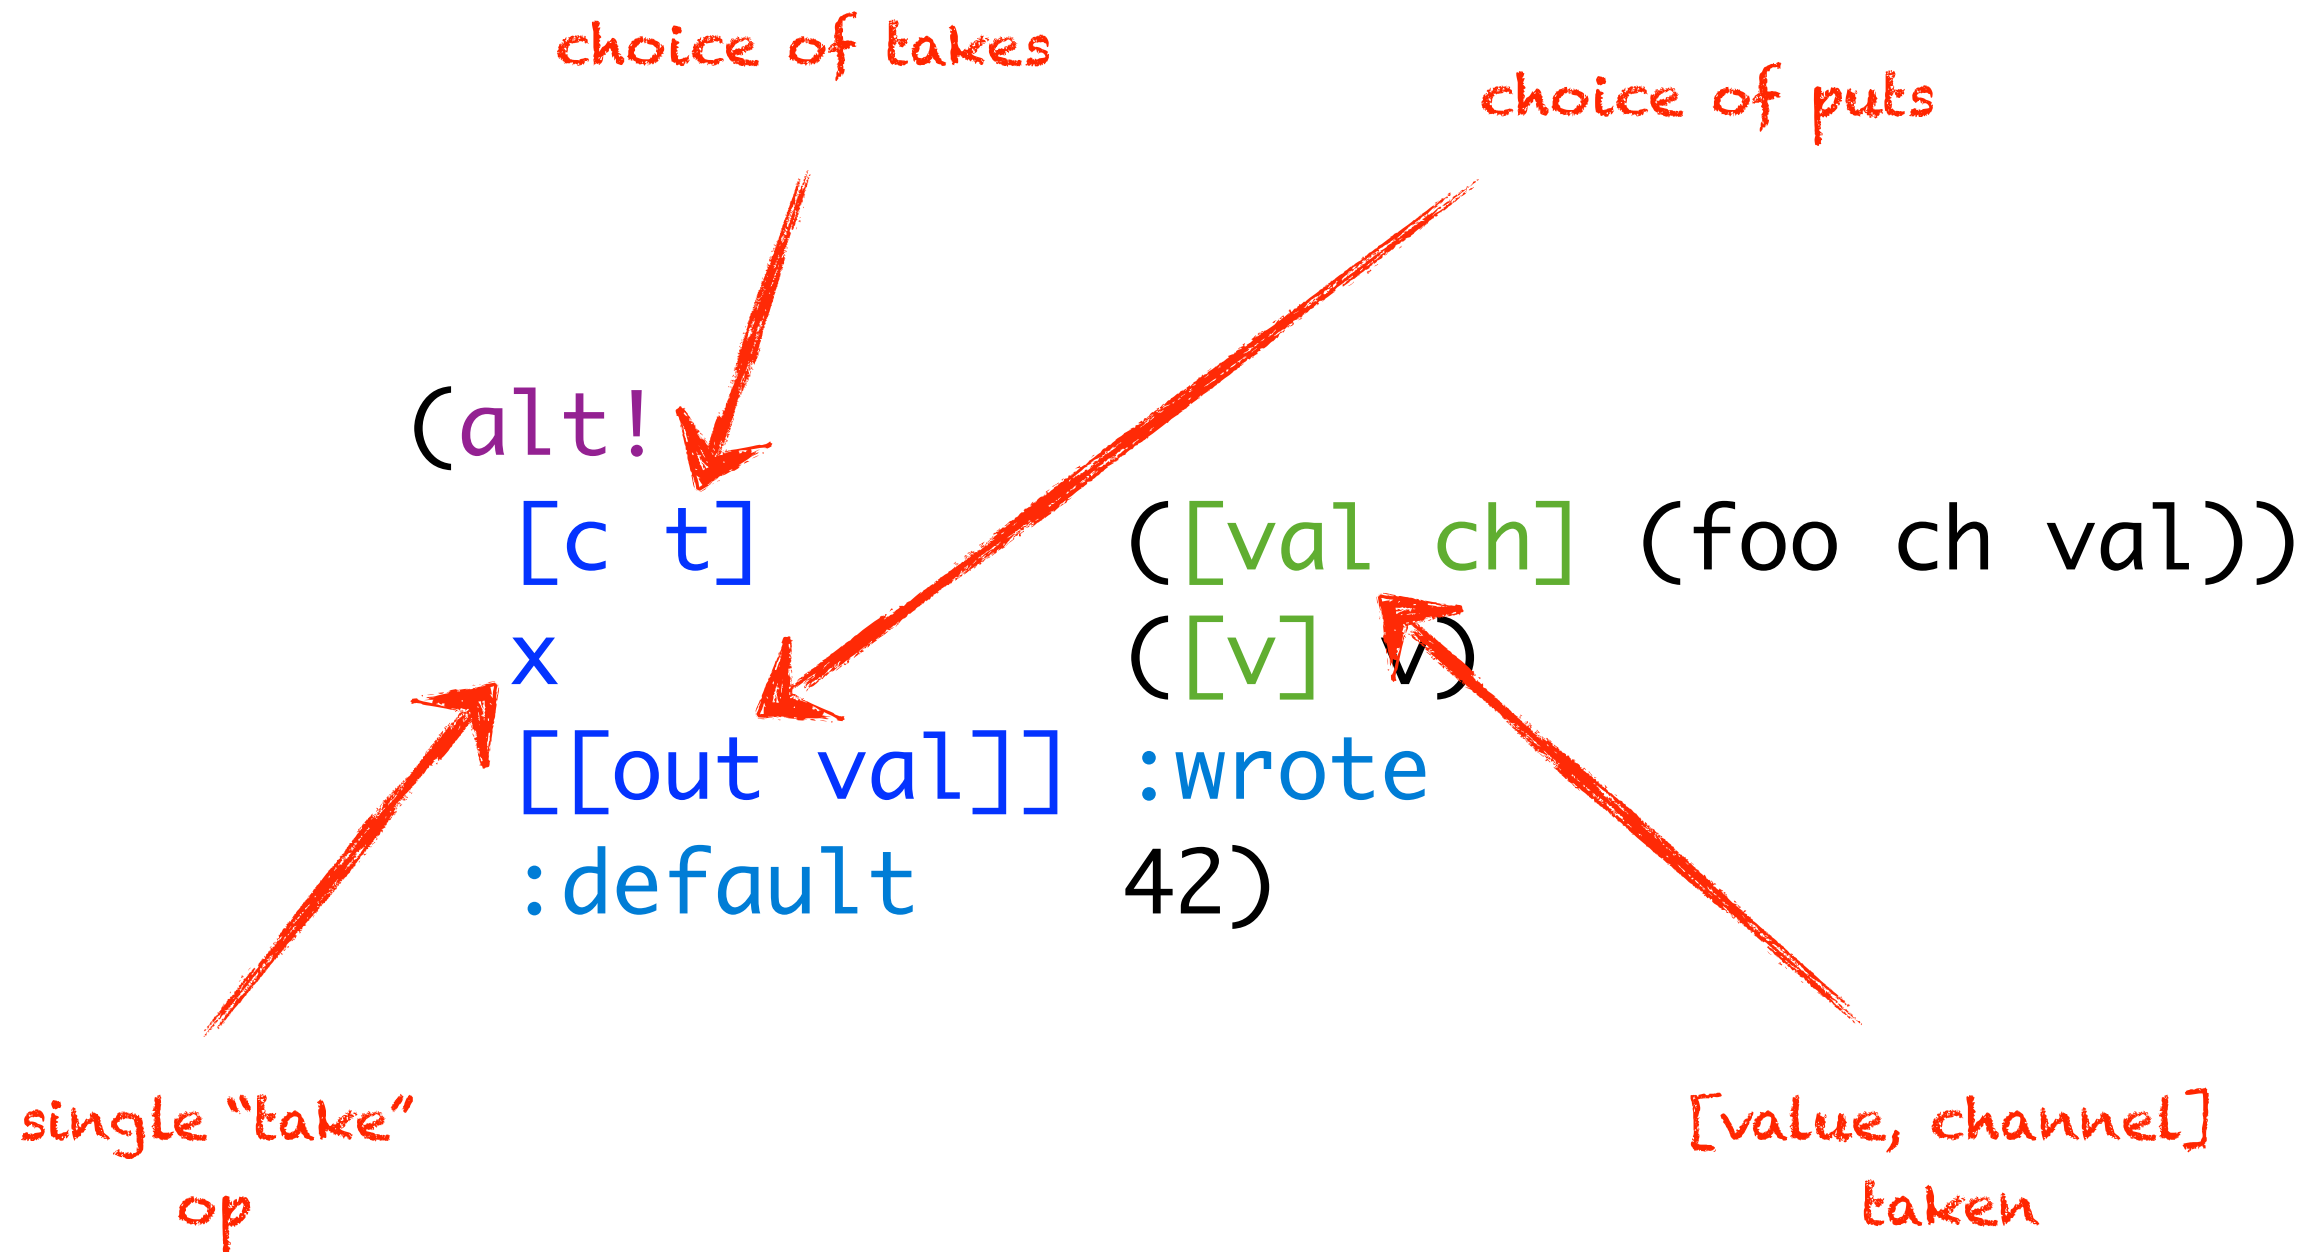 choice of takes
choice of puts
(alt!
[c t] ([val ch] (foo ch val))
x ([v] v)
[[out val]] :wrote
:default 42)
single “take”
op
[value, channel]
taken